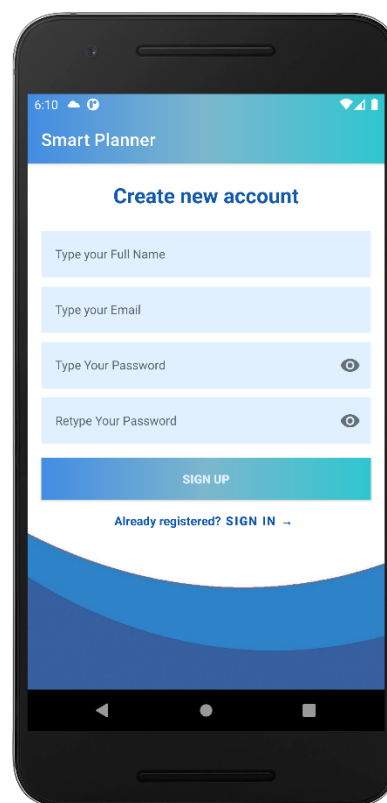 6:10
Smart Planner
Create new account
Type your Full Name
Type your Email
Type Your Password
Retype Your Password
SIGN UP
Already registered? SIGN IN →